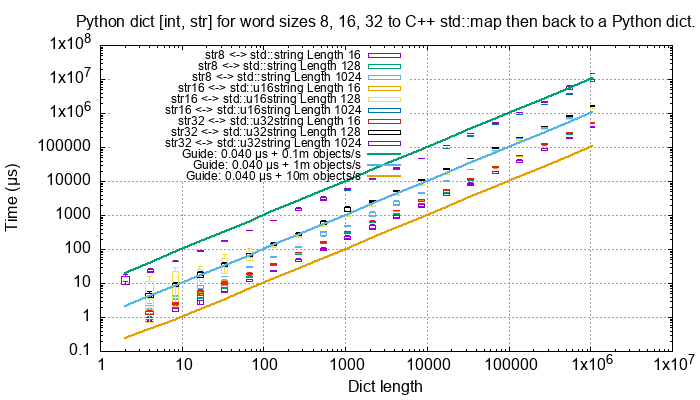 Python dict [int, str] for word sizes 8, 16, 32 to C++ std::map then back to a Python dict.
1x10^8
1x10^7
1x10^6
100000
10000
1000
100
10
1
0.1
Time (µs)
str8 <-> std::string Length 16
str8 <-> std::string Length 128
str8 <-> std::string Length 1024
str16 <-> std::u16string Length 16
str16 <-> std::u16string Length 128
str16 <-> std::u16string Length 1024
str32 <-> std::u32string Length 16
str32 <-> std::u32string Length 128
str32 <-> std::u32string Length 1024
Guide: 0.040 µs + 0.1m objects/s
Guide: 0.040 µs + 1m objects/s
Guide: 0.040 µs + 10m objects/s
1 10 100 1000 10000 100000 1x10^6 1x10^7
Dict length